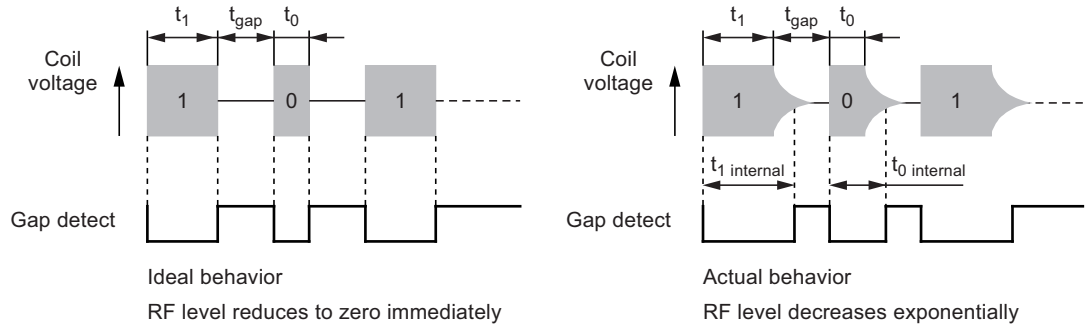 t1 tgap t0
Coil voltage
1 0 1
Gap detect
Ideal behavior
RF level reduces to zero immediately
t1 tgap t0
Coil voltage
1 0 1
t1 internal t0 internal
Gap detect
Actual behavior
RF level decreases exponentially